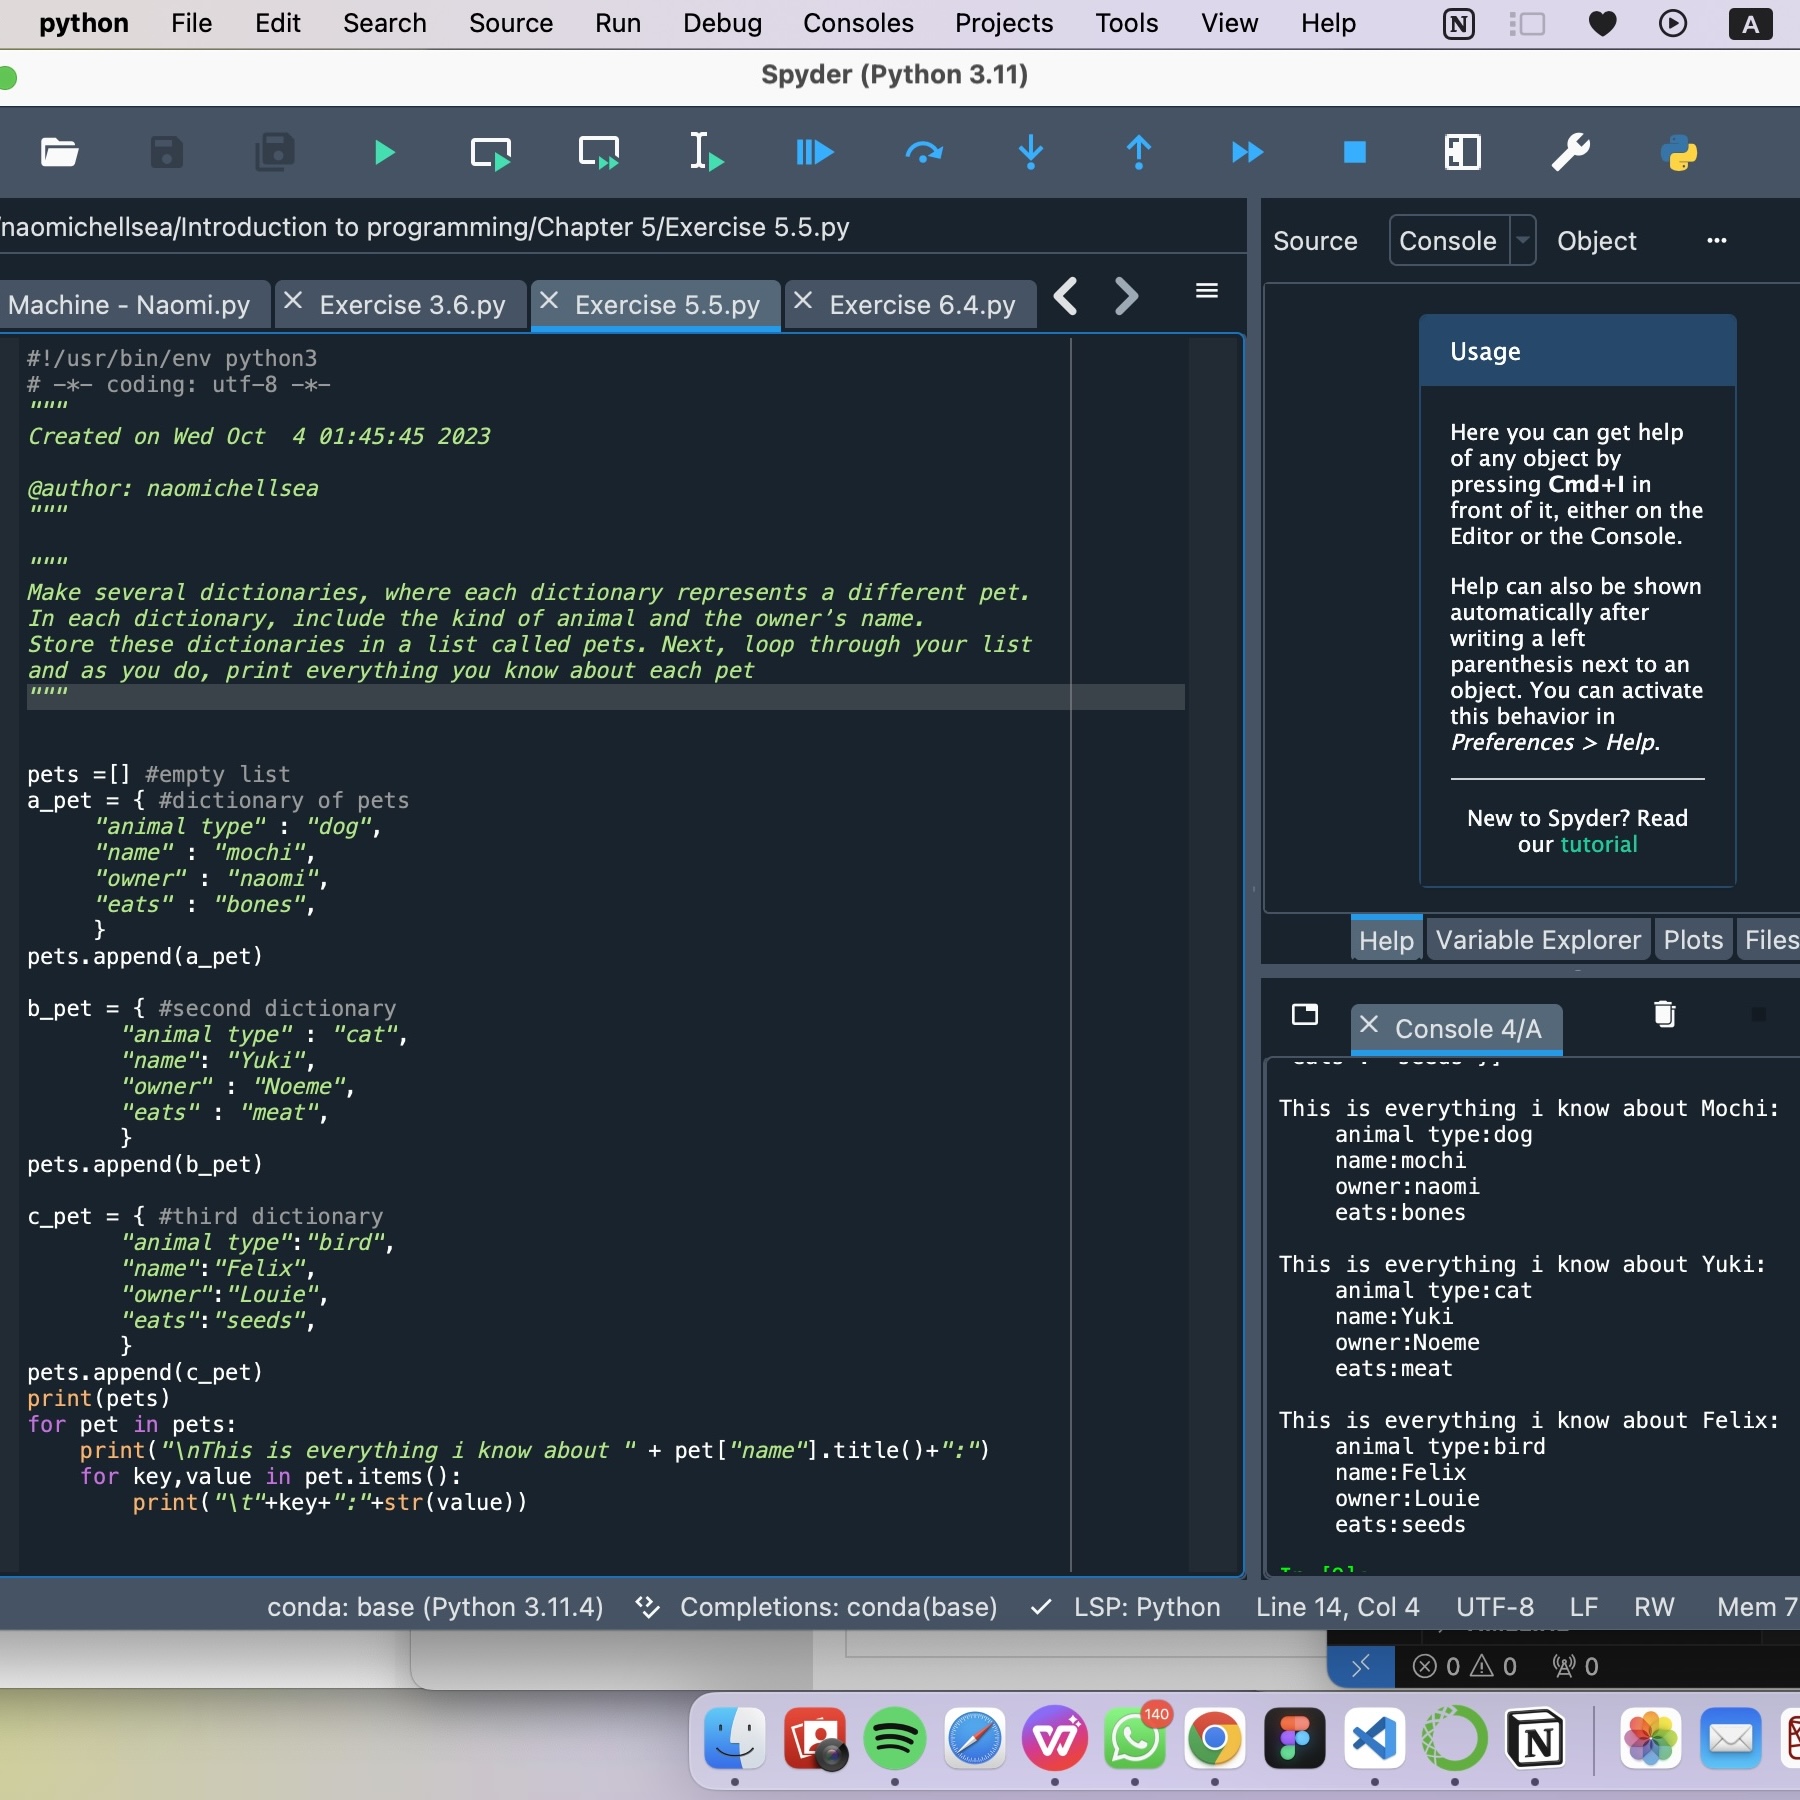 python File Edit Search Source Run Debug Consoles Projects Tools View Help N A
Spyder (Python 3.11)
naomichellsea/Introduction to programming/Chapter 5/Exercise 5.5.py
Machine - Naomi.py Exercise 3.6.py Exercise 5.5.py Exercise 6.4.py
#!/usr/bin/env python3
# -*- coding: utf-8 -*-
"""
Created on Wed Oct  4 01:45:45 2023
@author: naomichellsea
"""
"""
Make several dictionaries, where each dictionary represents a different pet.
In each dictionary, include the kind of animal and the owner’s name.
Store these dictionaries in a list called pets. Next, loop through your list
and as you do, print everything you know about each pet
"""
pets =[] #empty list
a_pet = { #dictionary of pets
"animal type" : "dog",
"name" : "mochi",
"owner" : "naomi",
"eats" : "bones",
}
pets.append(a_pet)
b_pet = { #second dictionary
"animal type" : "cat",
"name": "Yuki",
"owner" : "Noeme",
"eats" : "meat",
}
pets.append(b_pet)
c_pet = { #third dictionary
"animal type":"bird",
"name":"Felix",
"owner":"Louie",
"eats":"seeds",
}
pets.append(c_pet)
print(pets)
for pet in pets:
print("\nThis is everything i know about " + pet["name"].title()+":")
for key,value in pet.items():
print("\t"+key+":"+str(value))
Source Console Object
Usage
Here you can get help
of any object by
pressing Cmd+I in
front of it, either on the
Editor or the Console.
Help can also be shown
automatically after
writing a left
parenthesis next to an
object. You can activate
this behavior in
Preferences > Help.
New to Spyder? Read
our tutorial
Help Variable Explorer Plots Files
Console 4/A
This is everything i know about Mochi:
animal type:dog
name:mochi
owner:naomi
eats:bones
This is everything i know about Yuki:
animal type:cat
name:Yuki
owner:Noeme
eats:meat
This is everything i know about Felix:
animal type:bird
name:Felix
owner:Louie
eats:seeds
conda: base (Python 3.11.4) Completions: conda(base) LSP: Python Line 14, Col 4 UTF-8 LF RW Mem 7
0 0 0
140